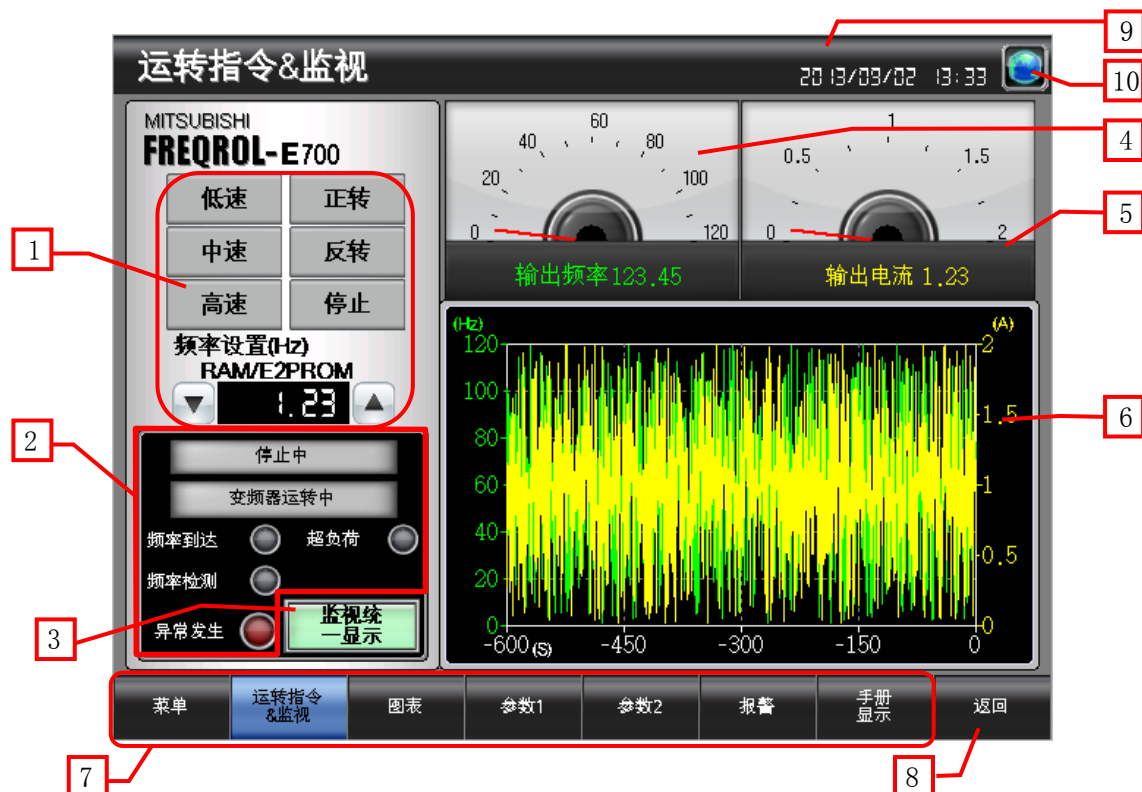 9
运转指令&监视
2013/09/02 13:33
10
MITSUBISHI
FREQROL-E700
低速 正转
中速 反转
高速 停止
1
频率设置(Hz)
RAM/E2PROM
1.23
0 20 40 60 80 100 120
4
输出频率123.45
0 0.5 1 1.5 2
5
输出电流 1.23
2
停止中
变频器运转中
频率到达 超负荷
频率检测
异常发生
3
监视统
一显示
(Hz) (A)
120 2
100
1.5
80
60 1
40
0.5
20
0 0
-600 (S) -450 -300 -150 0
6
菜单
运转指令
&监视
图表
参数1
参数2
报警
手册
显示
返回
7
8